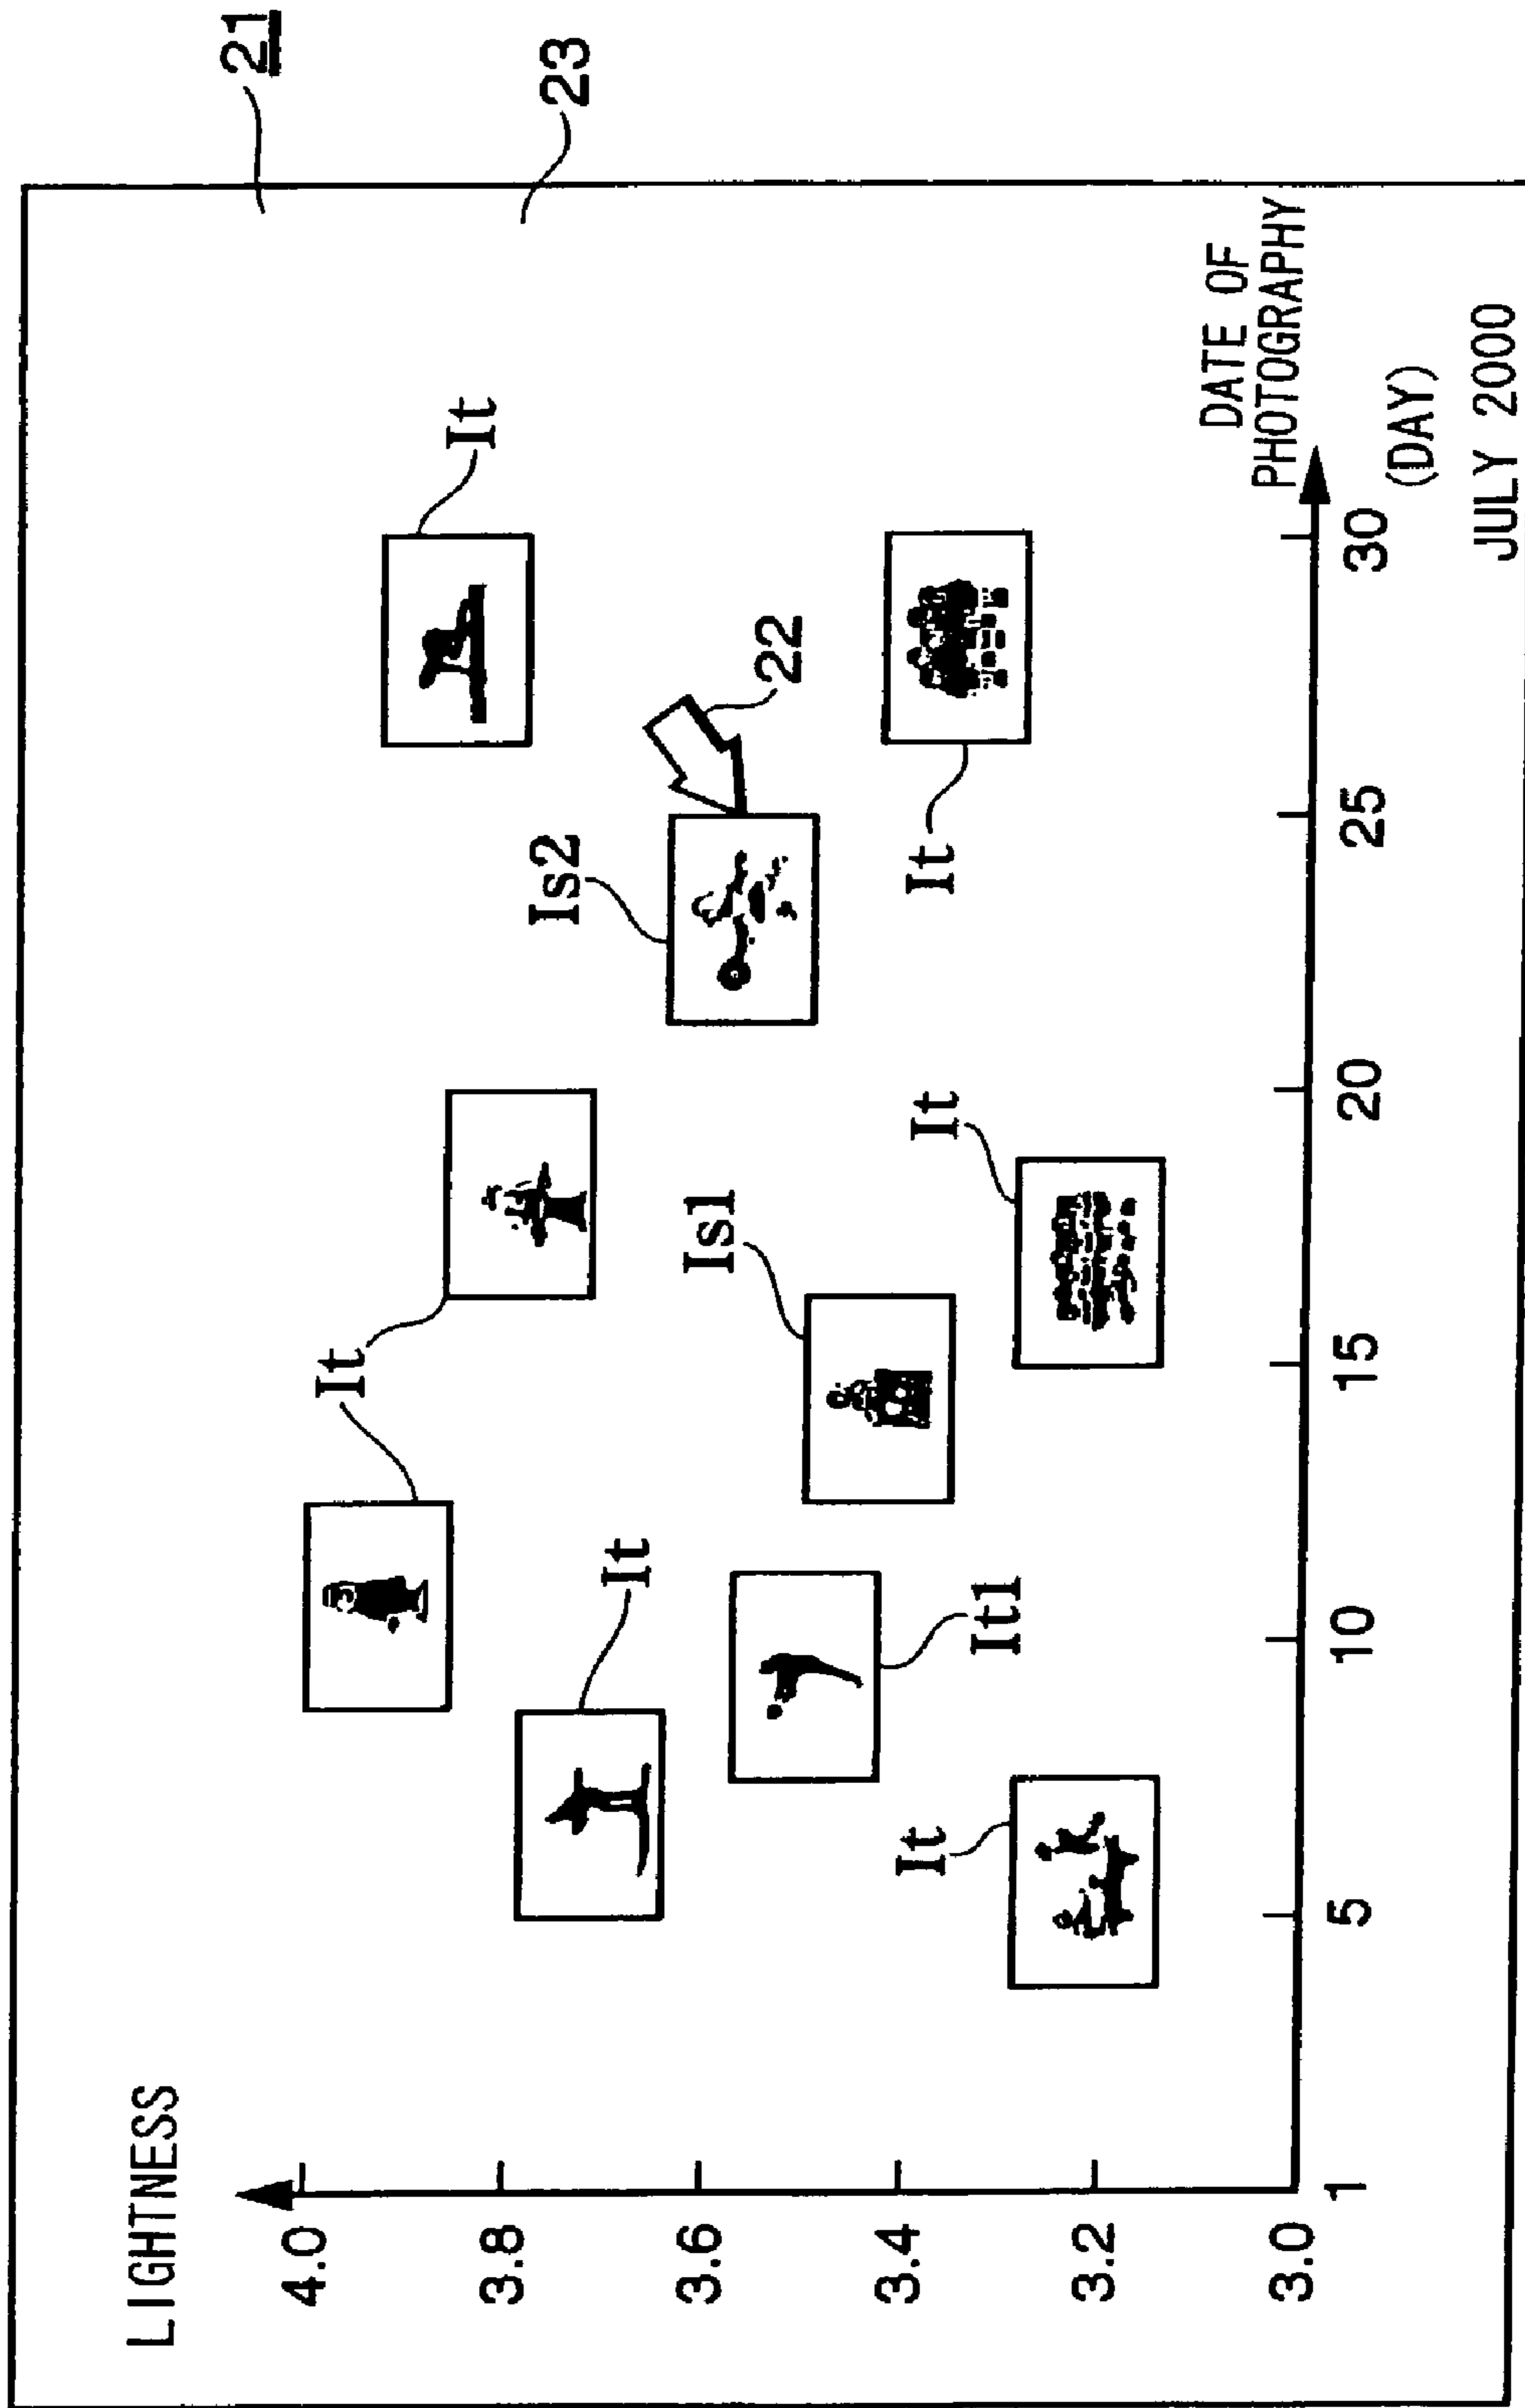 21
23
LIGHTNESS
4.0
3.8
3.6
3.4
3.2
3.0
It
It
It
It1
It
Is1
It
Is2
22
It
It
1
5
10
15
20
25
30
DATE OF
PHOTOGRAPHY
(DAY)
JULY 2000